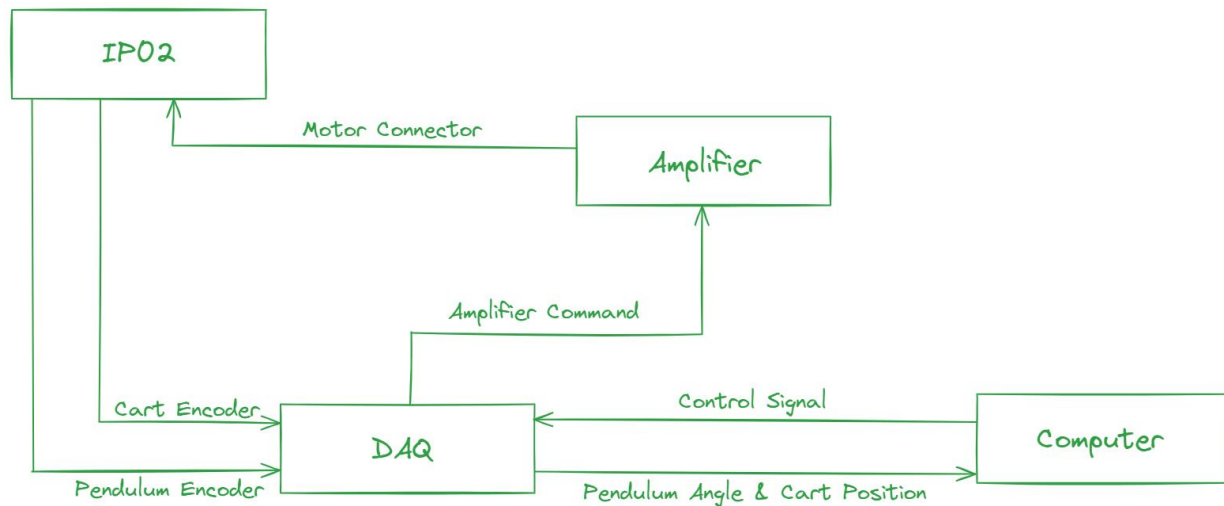 IP02
Motor Connector
Amplifier
Amplifier Command
Cart Encoder
Control Signal
DAQ
Computer
Pendulum Encoder
Pendulum Angle & Cart Position